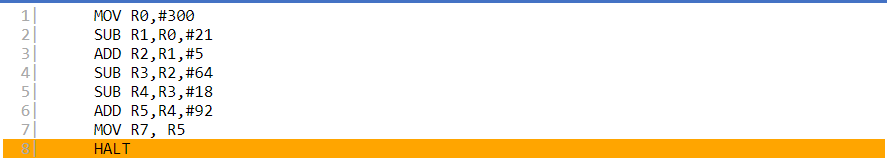 1| MOV R0,#300
2| SUB R1,R0,#21
3| ADD R2,R1,#5
4| SUB R3,R2,#64
5| SUB R4,R3,#18
6| ADD R5,R4,#92
7| MOV R7, R5
8| HALT